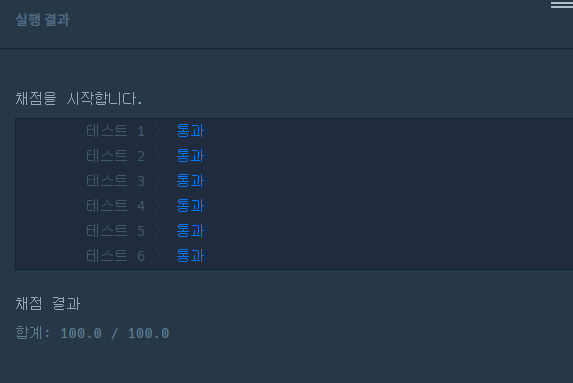 실행 결과
채점을 시작합니다.
테스트 1 〉 통과
테스트 2 〉 통과
테스트 3 〉 통과
테스트 4 〉 통과
테스트 5 〉 통과
테스트 6 〉 통과
채점 결과
합계: 100.0 / 100.0